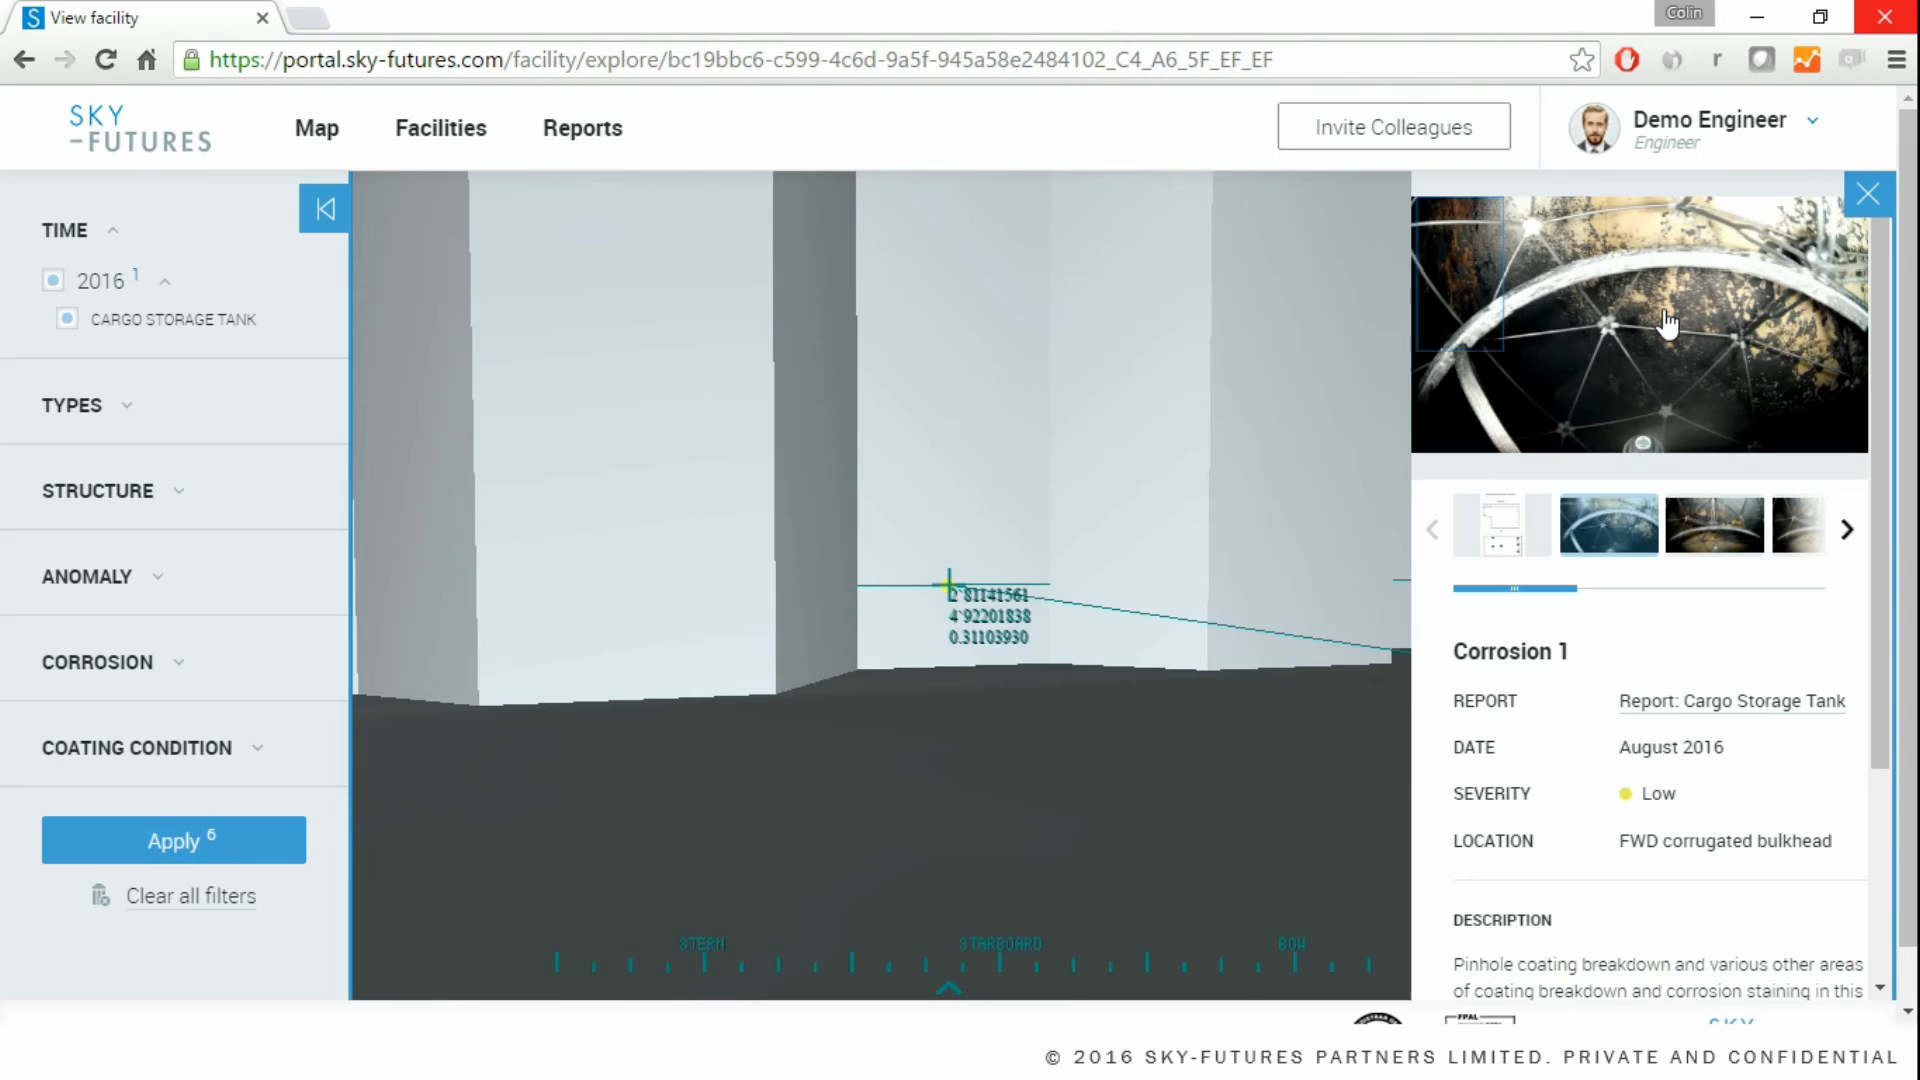 View facility
Colin
https://portal.sky-futures.com/facility/explore/bc19bbc6-c599-4c6d-9a5f-945a58e2484102_C4_A6_5F_EF_EF
SKY
-FUTURES
Map
Facilities
Reports
Invite Colleagues
Demo Engineer
Engineer
TIME
2016 1
CARGO STORAGE TANK
TYPES
STRUCTURE
ANOMALY
CORROSION
COATING CONDITION
Apply 6
Clear all filters
2.81141561
4.92201838
0.31103930
STERN
STARBOARD
BOW
Corrosion 1
REPORT Report: Cargo Storage Tank
DATE August 2016
SEVERITY Low
LOCATION FWD corrugated bulkhead
DESCRIPTION
Pinhole coating breakdown and various other areas
of coating breakdown and corrosion staining in this
FPAL
SKY
© 2016 SKY-FUTURES PARTNERS LIMITED. PRIVATE AND CONFIDENTIAL